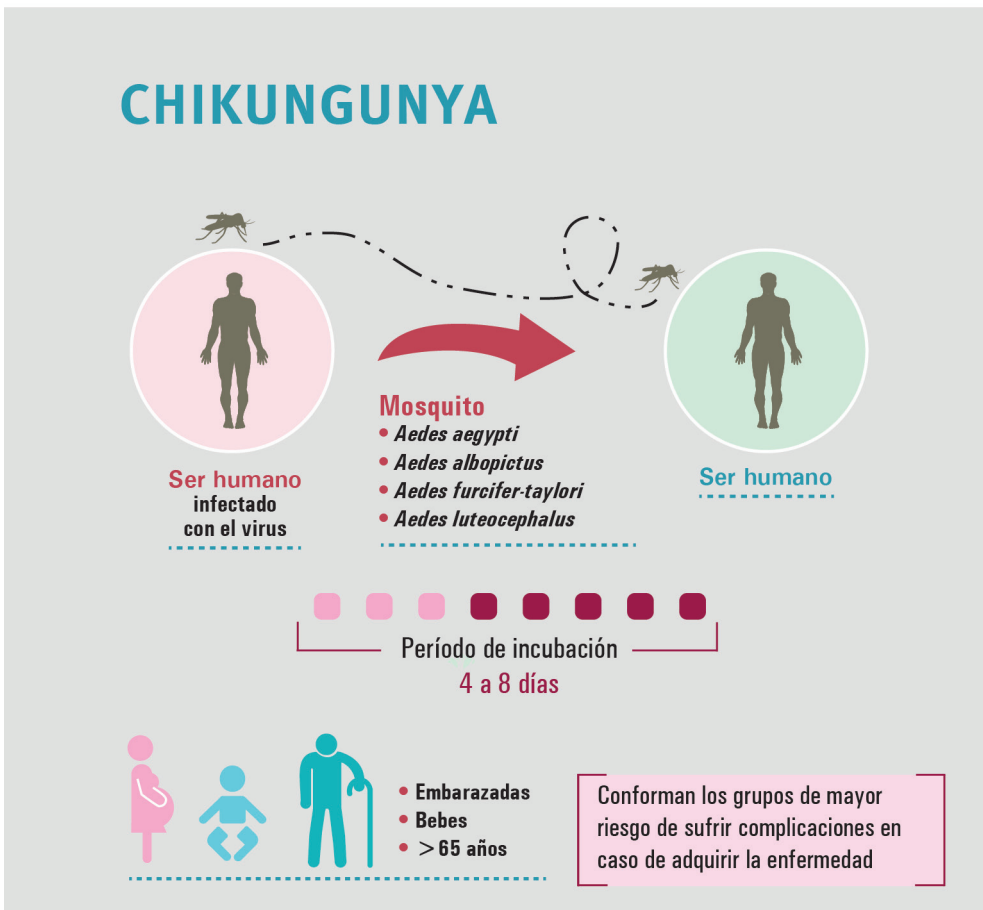 CHIKUNGUNYA
Mosquito
• Aedes aegypti
• Aedes albopictus
• Aedes furcifer-taylori
• Aedes luteocephalus
Ser humano
infectado
con el virus
Ser humano
Período de incubación
4 a 8 días
• Embarazadas
• Bebes
• > 65 años
Conforman los grupos de mayor
riesgo de sufrir complicaciones en
caso de adquirir la enfermedad